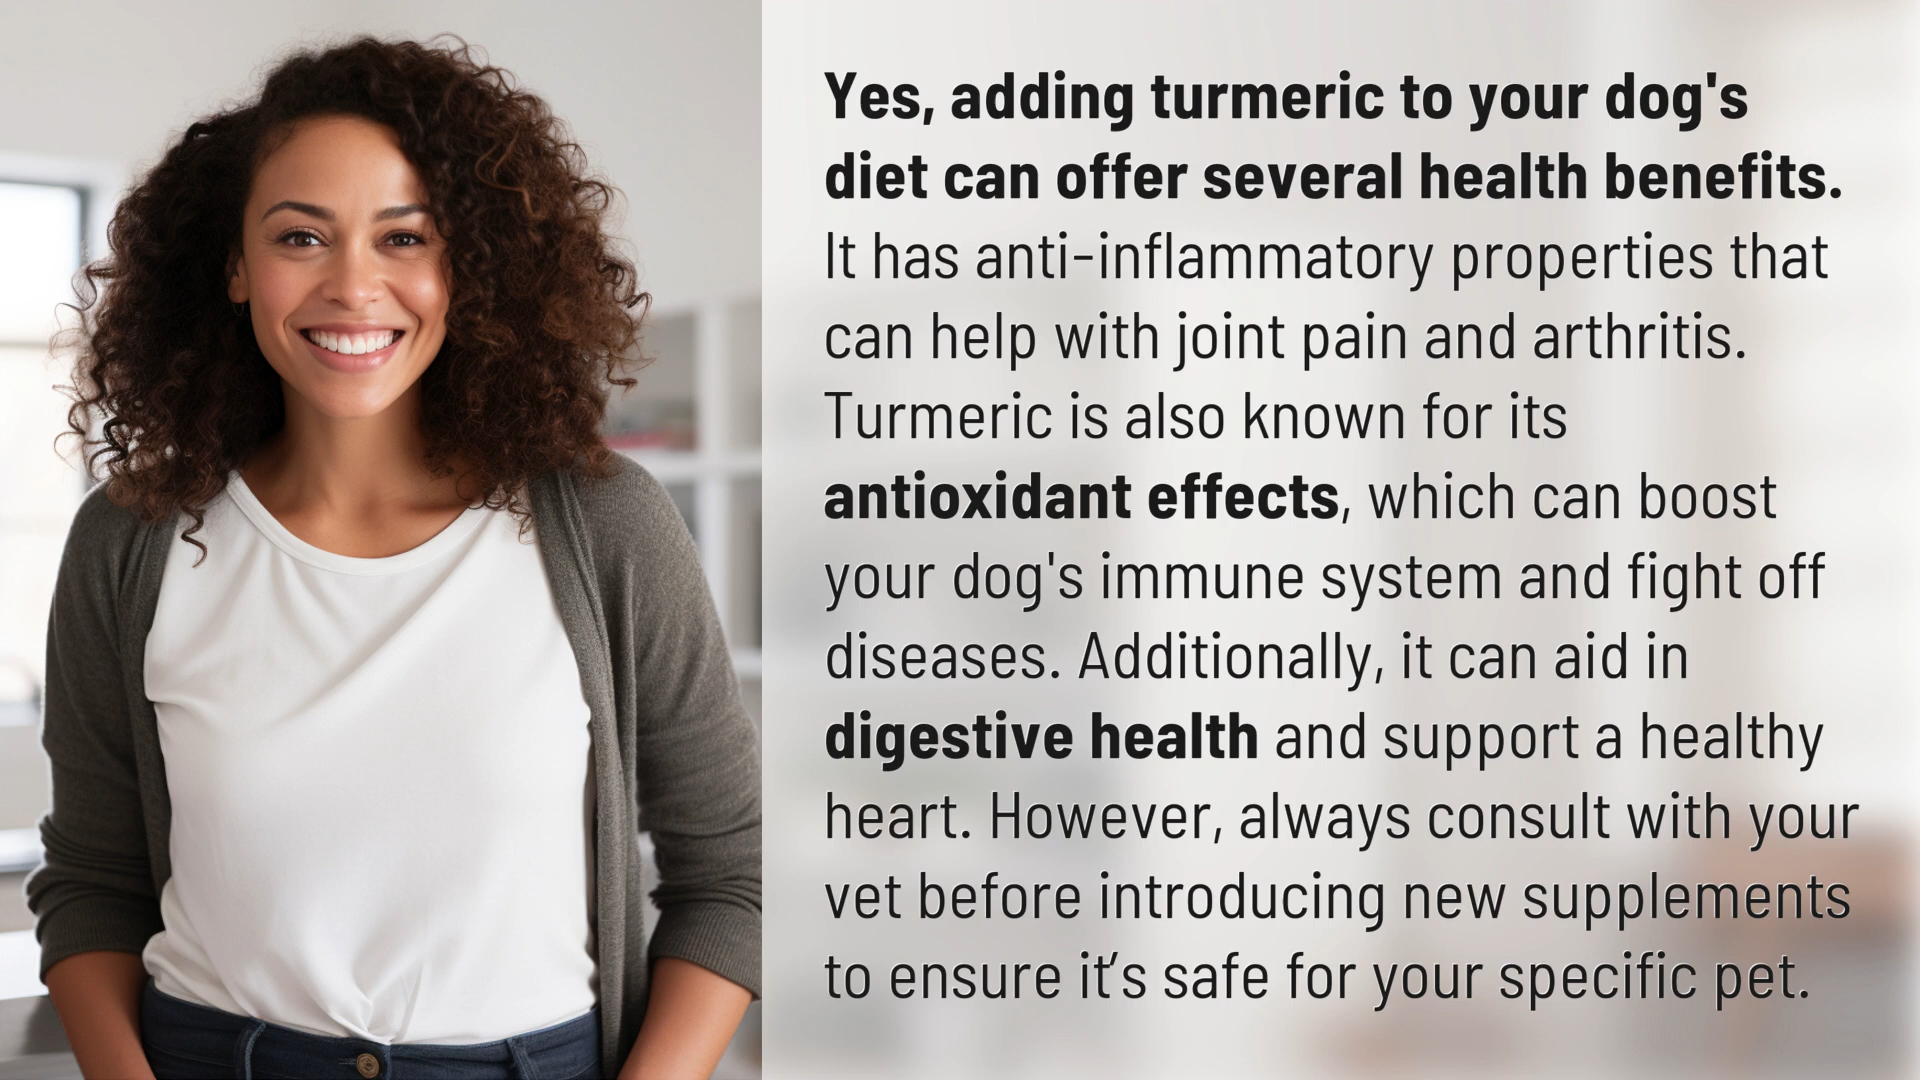 Yes, adding turmeric to your dog's
diet can offer several health benefits.
It has anti-inflammatory properties that
can help with joint pain and arthritis.
Turmeric is also known for its
antioxidant effects, which can boost
your dog's immune system and fight off
diseases. Additionally, it can aid in
digestive health and support a healthy
heart. However, always consult with your
vet before introducing new supplements
to ensure it’s safe for your specific pet.